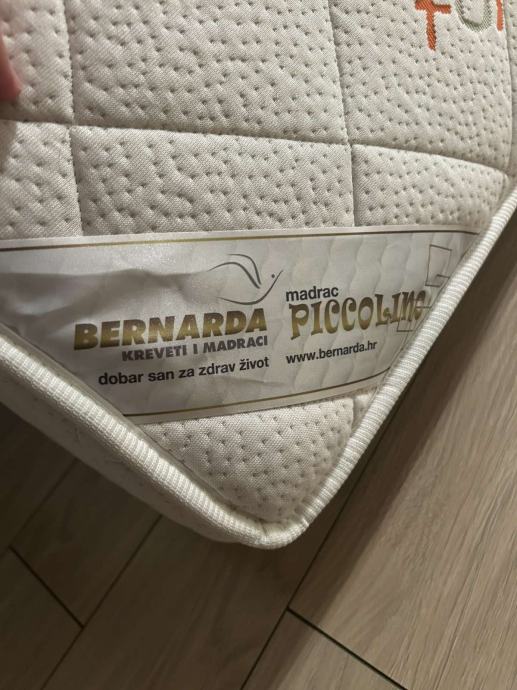 BERNARDA
KREVETI I MADRACI
dobar san za zdrav život
madrac
PICCOLINO
www.bernarda.hr